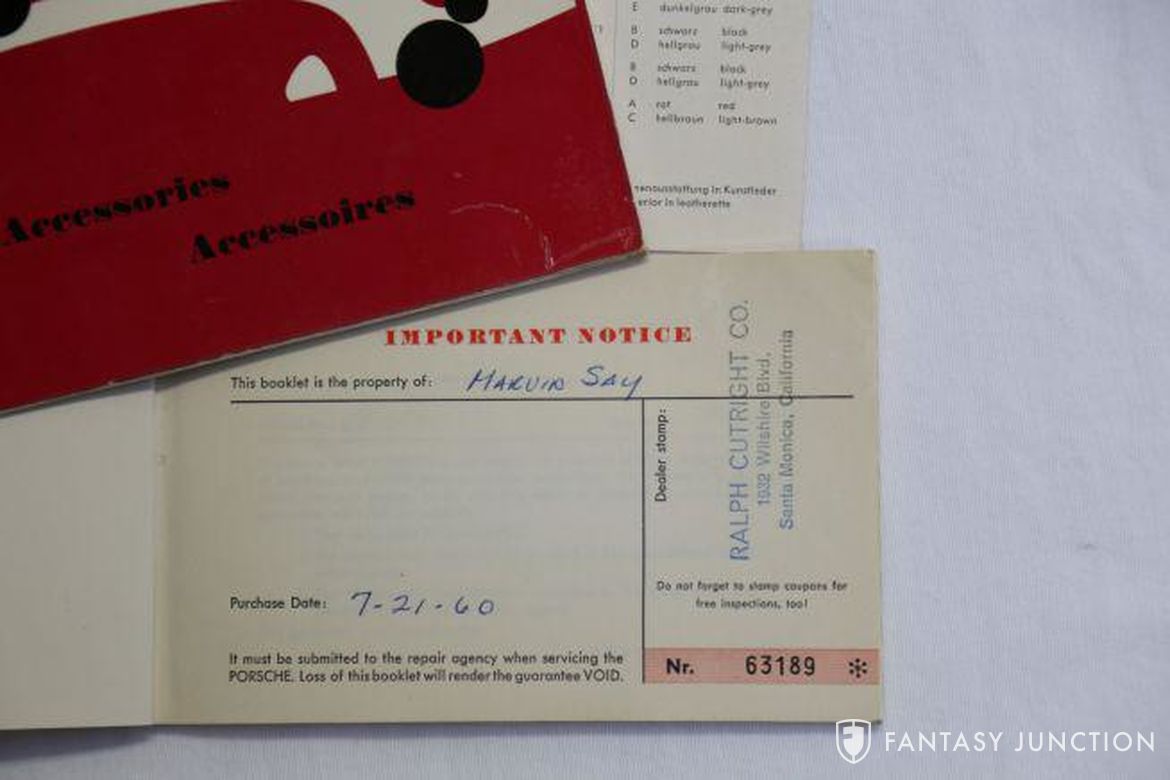 E dunkelgrau dark-grey
B schwarz black
D hellgrau light-grey
B schwarz black
D hellgrau light-grey
A rot red
C hellbraun light-brown
in Kunstleder
in leatherette
Accessories
Accessoires
IMPORTANT NOTICE
This booklet is the property of: MARVIN SAY
Dealer stamp:
RALPH CUTRIGHT CO.
1932 Wilshire Blvd.
Santa Monica, California
Do not forget to stamp coupons for
free inspections, too!
Purchase Date: 7-21-60
It must be submitted to the repair agency when servicing the
PORSCHE. Loss of this booklet will render the guarantee VOID.
Nr. 63189 *
FANTASY JUNCTION